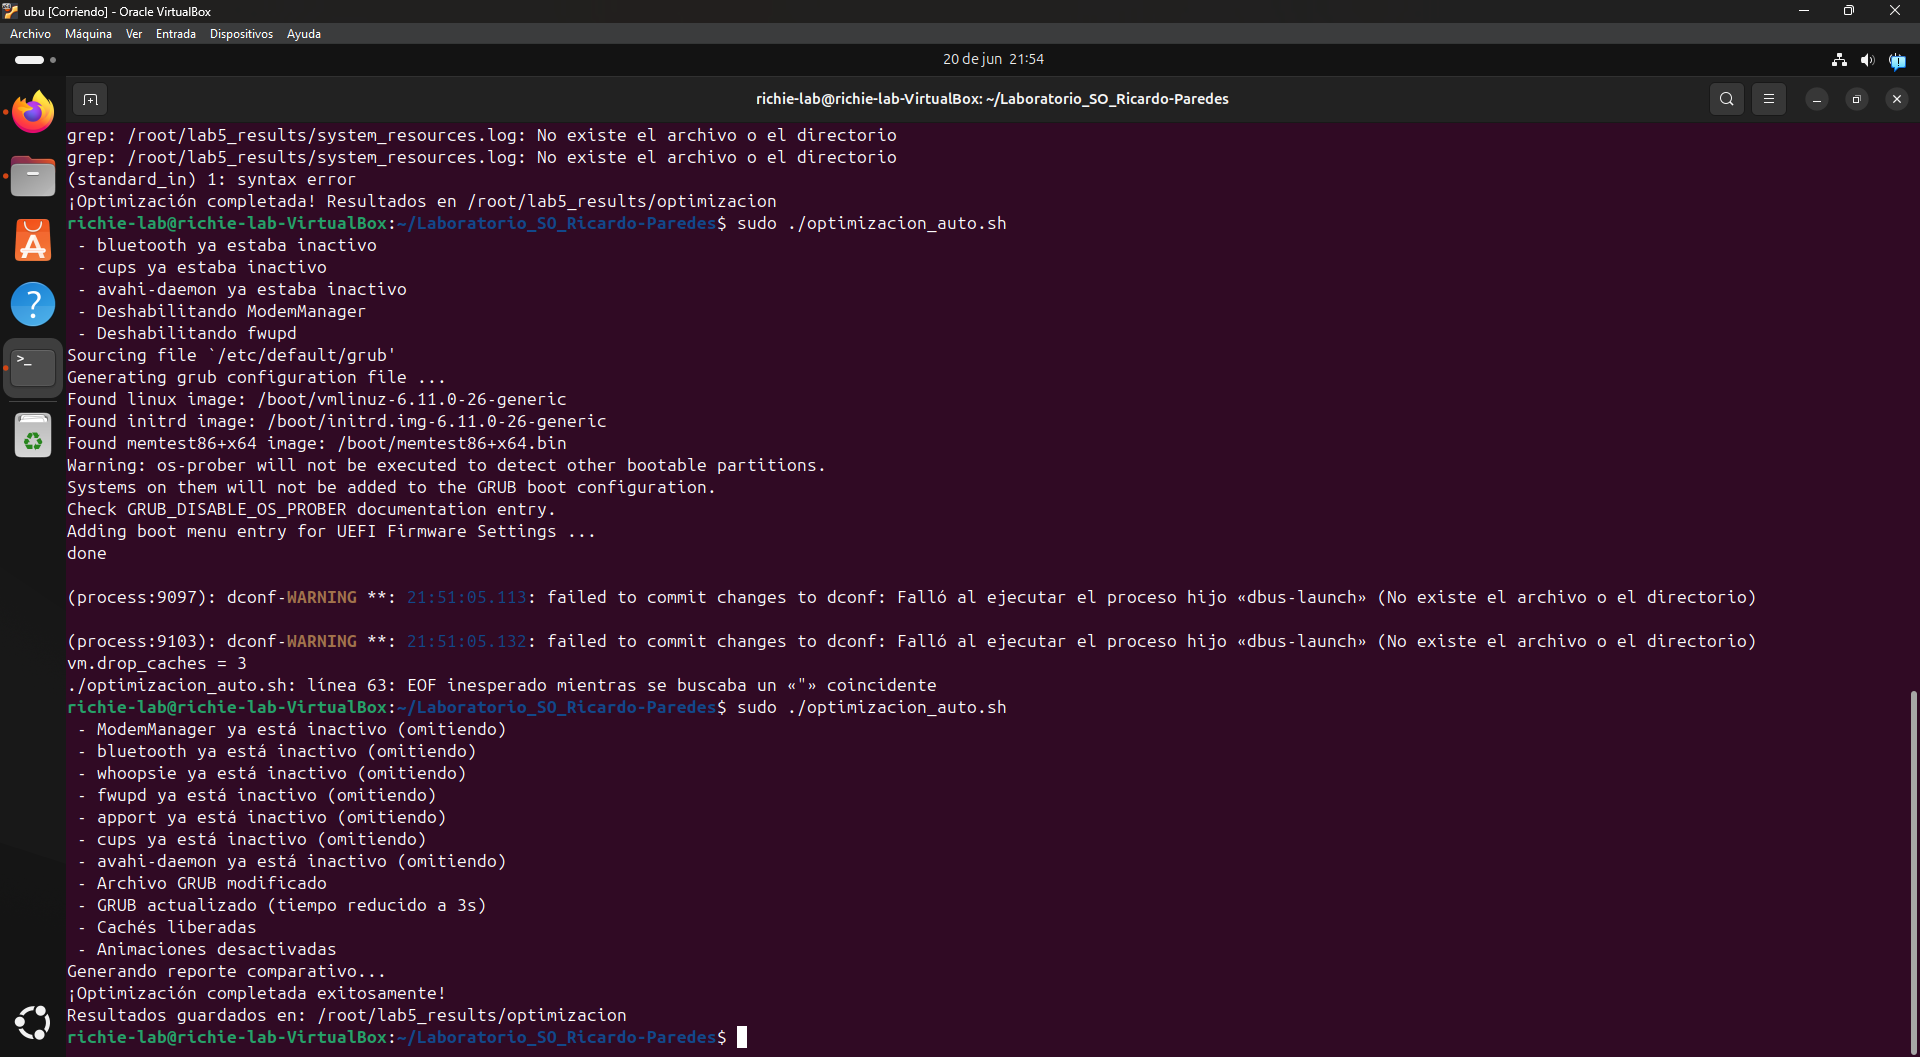 ubu [Corriendo] - Oracle VirtualBox
Archivo Máquina Ver Entrada Dispositivos Ayuda
20 de jun 21:54
richie-lab@richie-lab-VirtualBox: ~/Laboratorio_SO_Ricardo-Paredes
grep: /root/lab5_results/system_resources.log: No existe el archivo o el directorio
grep: /root/lab5_results/system_resources.log: No existe el archivo o el directorio
(standard_in) 1: syntax error
¡Optimización completada! Resultados en /root/lab5_results/optimizacion
richie-lab@richie-lab-VirtualBox:~/Laboratorio_SO_Ricardo-Paredes$ sudo ./optimizacion_auto.sh
- bluetooth ya estaba inactivo
- cups ya estaba inactivo
- avahi-daemon ya estaba inactivo
- Deshabilitando ModemManager
- Deshabilitando fwupd
Sourcing file `/etc/default/grub'
Generating grub configuration file ...
Found linux image: /boot/vmlinuz-6.11.0-26-generic
Found initrd image: /boot/initrd.img-6.11.0-26-generic
Found memtest86+x64 image: /boot/memtest86+x64.bin
Warning: os-prober will not be executed to detect other bootable partitions.
Systems on them will not be added to the GRUB boot configuration.
Check GRUB_DISABLE_OS_PROBER documentation entry.
Adding boot menu entry for UEFI Firmware Settings ...
done
(process:9097): dconf-WARNING **: 21:51:05.113: failed to commit changes to dconf: Falló al ejecutar el proceso hijo «dbus-launch» (No existe el archivo o el directorio)
(process:9103): dconf-WARNING **: 21:51:05.132: failed to commit changes to dconf: Falló al ejecutar el proceso hijo «dbus-launch» (No existe el archivo o el directorio)
vm.drop_caches = 3
./optimizacion_auto.sh: línea 63: EOF inesperado mientras se buscaba un «"» coincidente
richie-lab@richie-lab-VirtualBox:~/Laboratorio_SO_Ricardo-Paredes$ sudo ./optimizacion_auto.sh
- ModemManager ya está inactivo (omitiendo)
- bluetooth ya está inactivo (omitiendo)
- whoopsie ya está inactivo (omitiendo)
- fwupd ya está inactivo (omitiendo)
- apport ya está inactivo (omitiendo)
- cups ya está inactivo (omitiendo)
- avahi-daemon ya está inactivo (omitiendo)
- Archivo GRUB modificado
- GRUB actualizado (tiempo reducido a 3s)
- Cachés liberadas
- Animaciones desactivadas
Generando reporte comparativo...
¡Optimización completada exitosamente!
Resultados guardados en: /root/lab5_results/optimizacion
richie-lab@richie-lab-VirtualBox:~/Laboratorio_SO_Ricardo-Paredes$